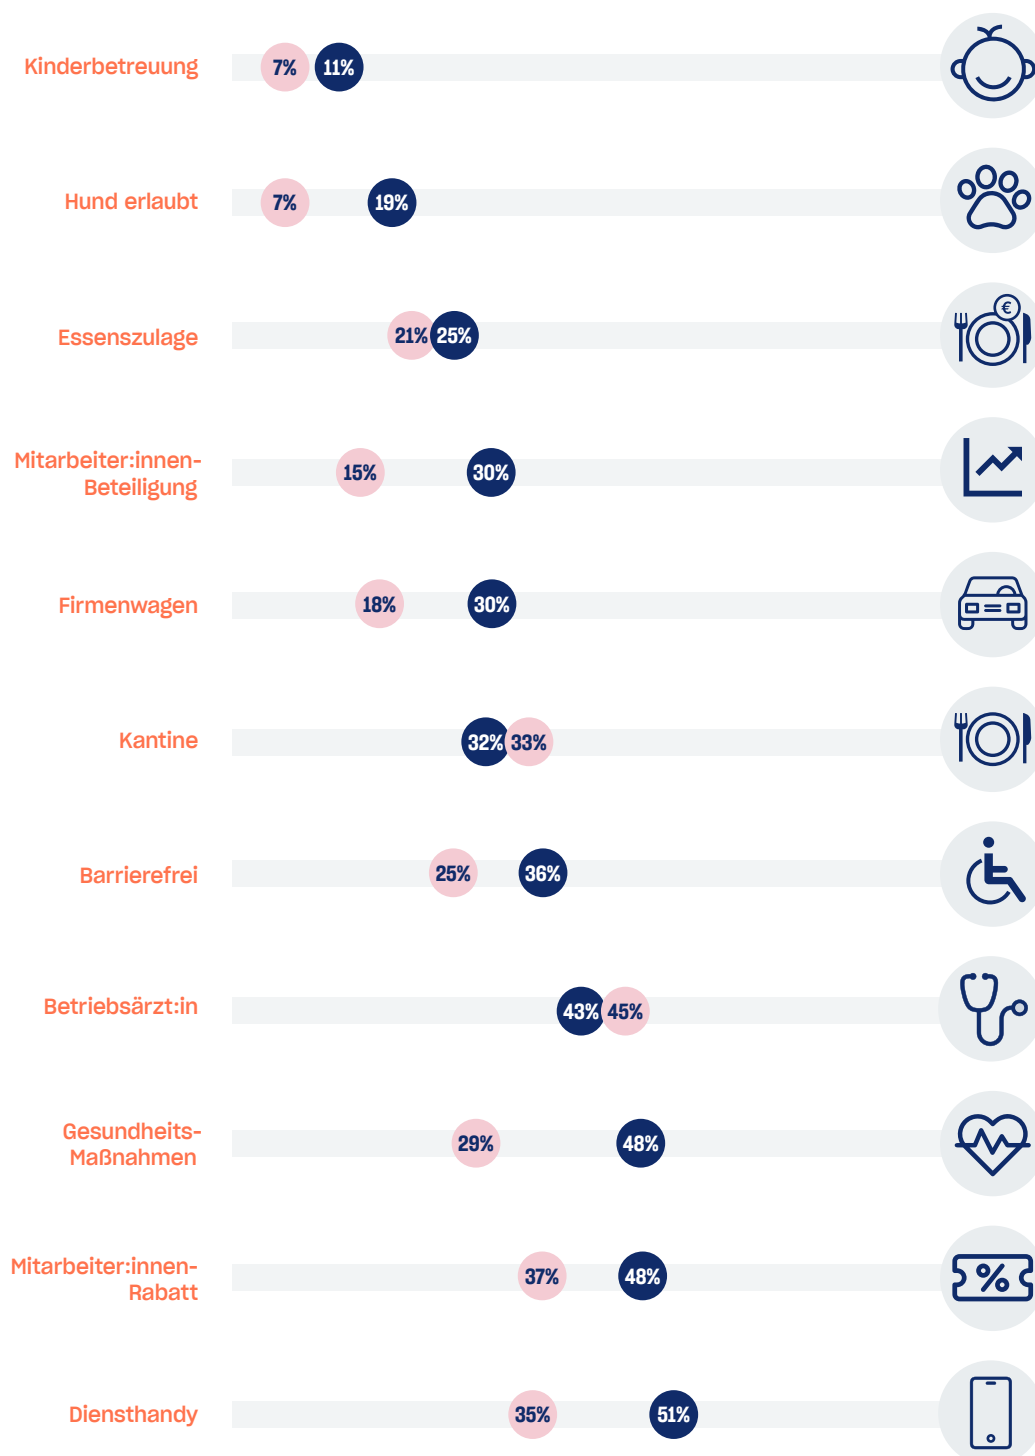 Kinderbetreuung
7% 11%
Hund erlaubt
7% 19%
Essenszulage
21% 25%
€
Mitarbeiter:innen-
Beteiligung
15% 30%
Firmenwagen
18% 30%
Kantine
32% 33%
Barrierefrei
25% 36%
Betriebsärzt:in
43% 45%
Gesundheits-
Maßnahmen
29% 48%
Mitarbeiter:innen-
Rabatt
37% 48%
%
Diensthandy
35% 51%